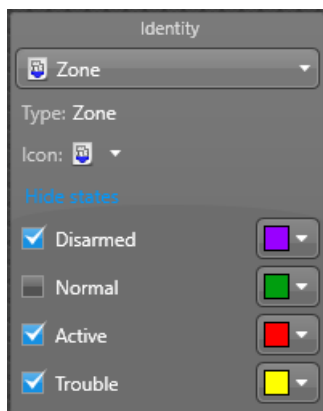 Identity
Zone
Type: Zone
Icon:
Hide states
Disarmed
Normal
Active
Trouble